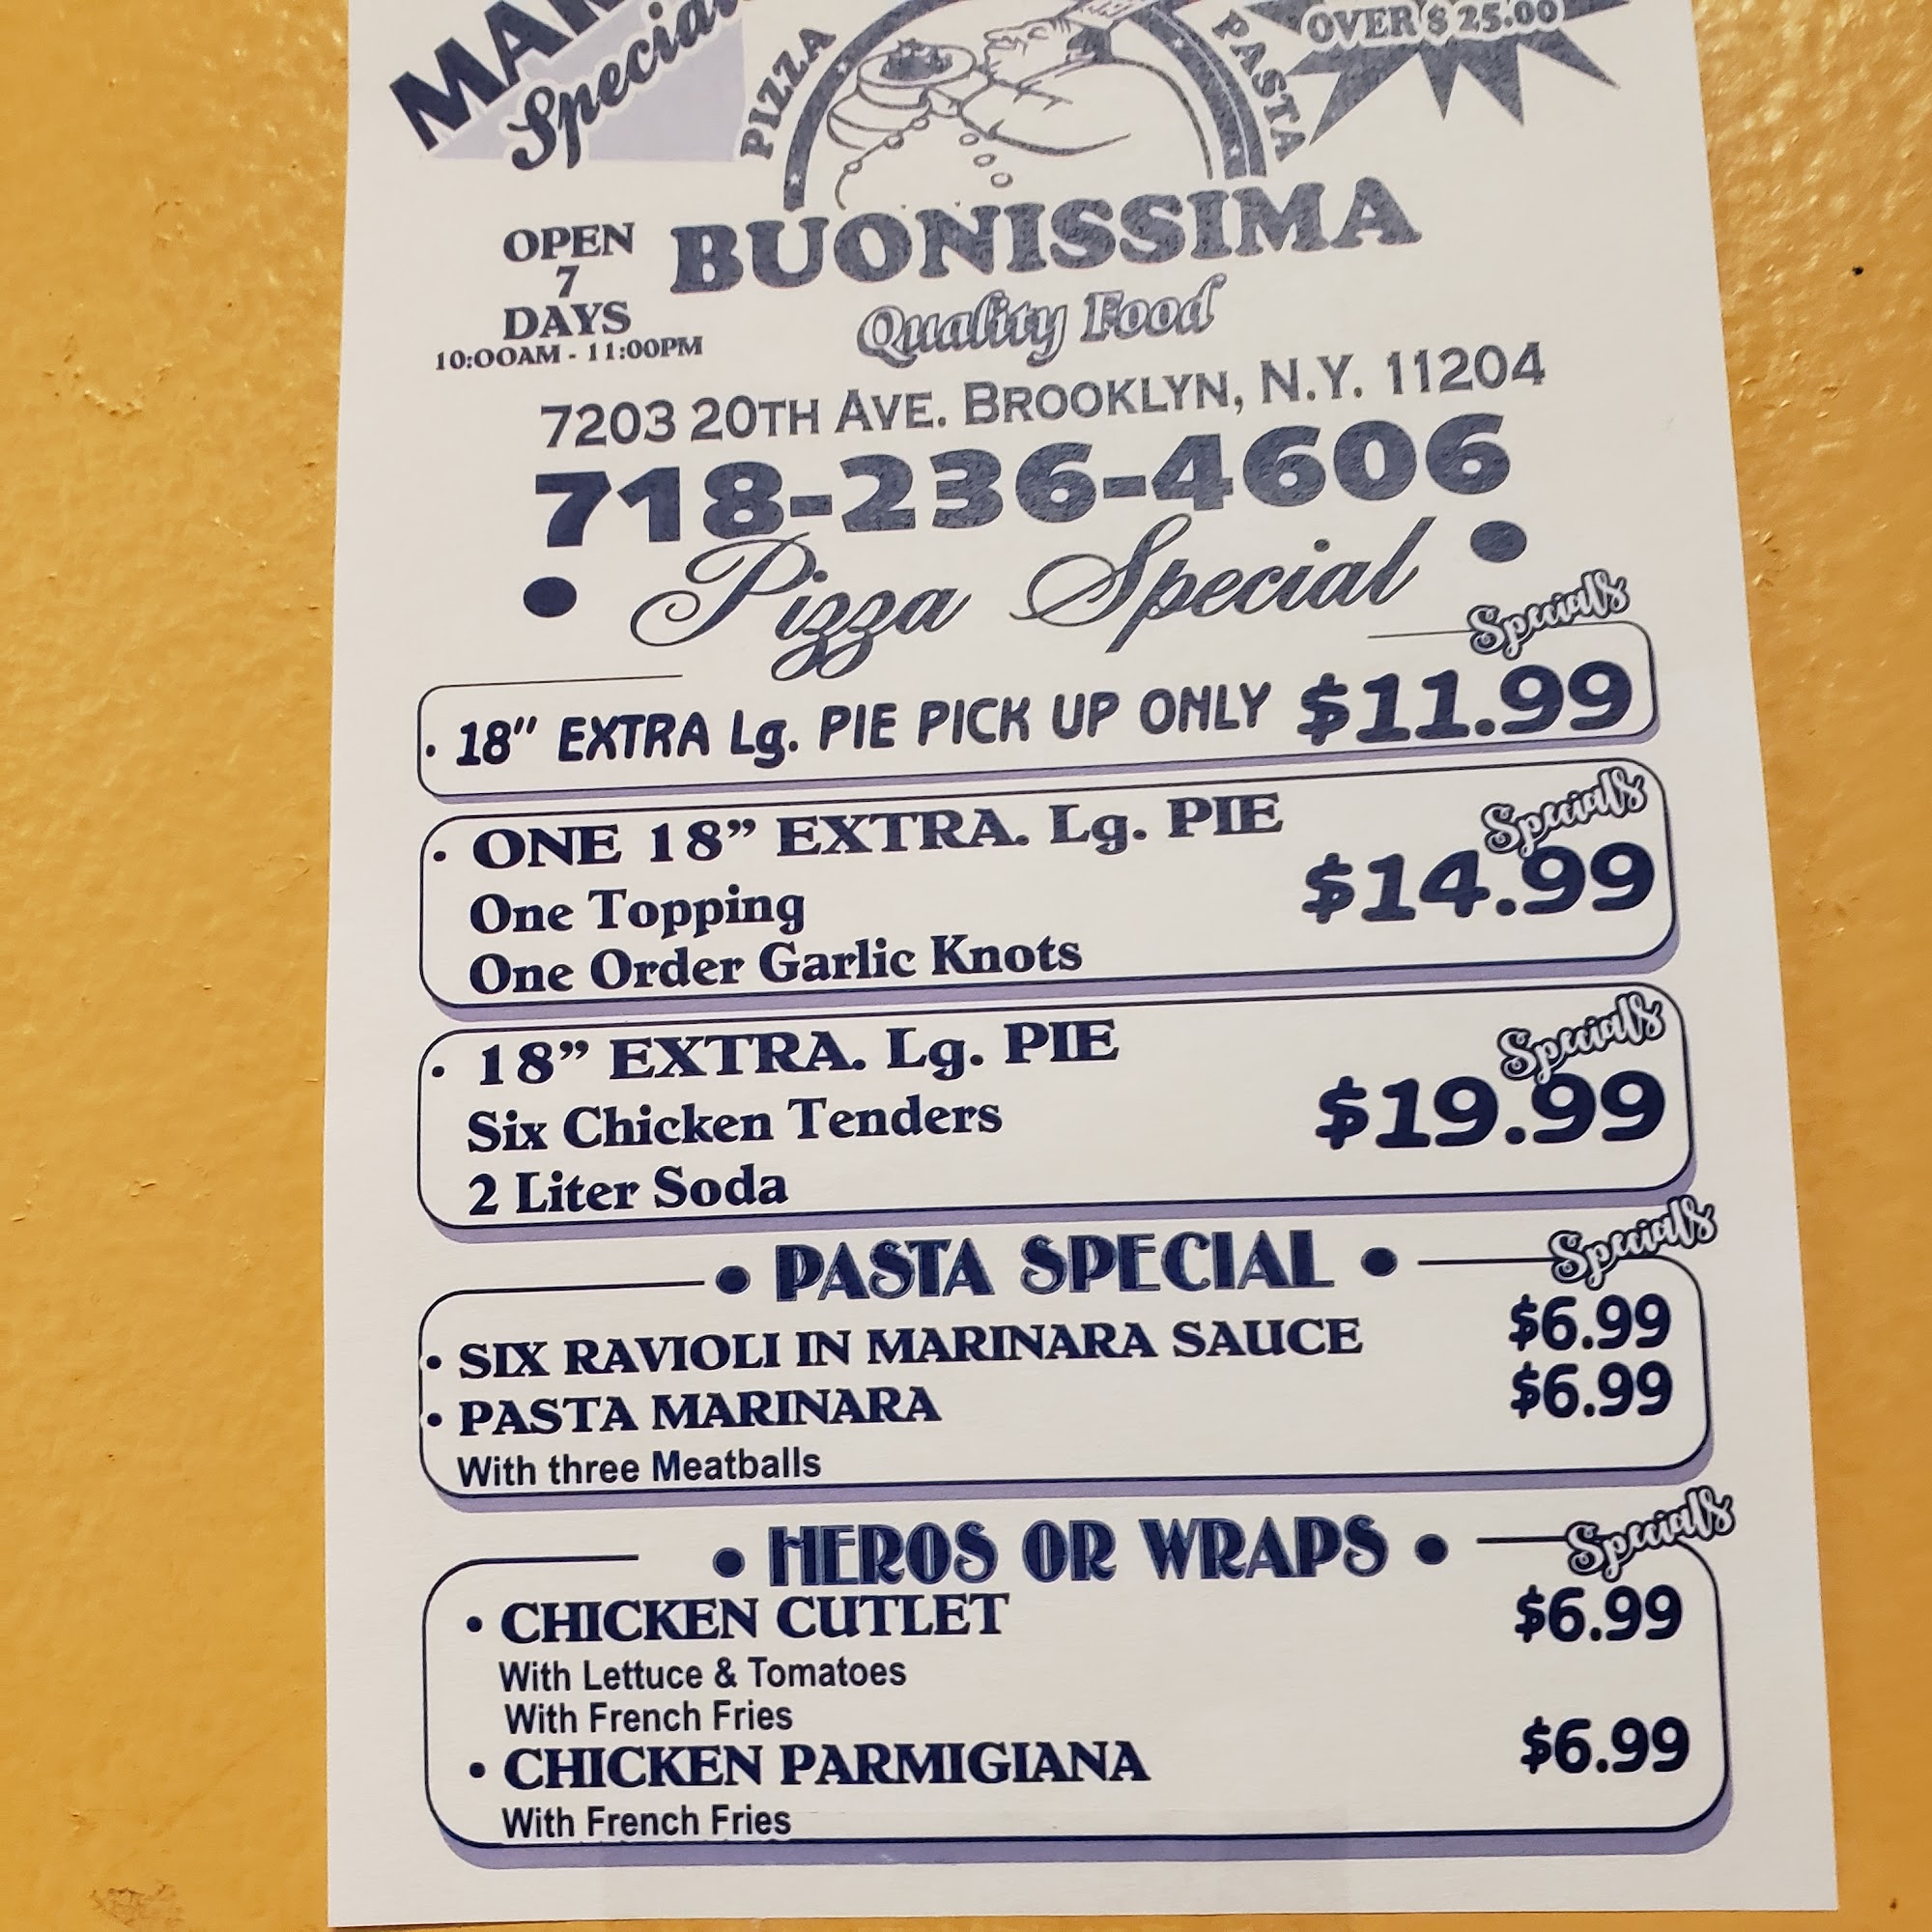 Special
PIZZA
PASTA
OVER $ 25.00
OPEN
7
DAYS
10:00AM - 11:00PM
BUONISSIMA
Quality Food
7203 20TH AVE. BROOKLYN, N.Y. 11204
718-236-4606
• Pizza Special •
Specials
· 18" EXTRA Lg. PIE PICK UP ONLY $11.99
Specials
· ONE 18” EXTRA. Lg. PIE
One Topping
$14.99
One Order Garlic Knots
Specials
· 18” EXTRA. Lg. PIE
Six Chicken Tenders
$19.99
2 Liter Soda
• PASTA SPECIAL •
Specials
• SIX RAVIOLI IN MARINARA SAUCE $6.99
• PASTA MARINARA $6.99
With three Meatballs
• HEROS OR WRAPS •
Specials
• CHICKEN CUTLET $6.99
With Lettuce & Tomatoes
With French Fries
• CHICKEN PARMIGIANA $6.99
With French Fries